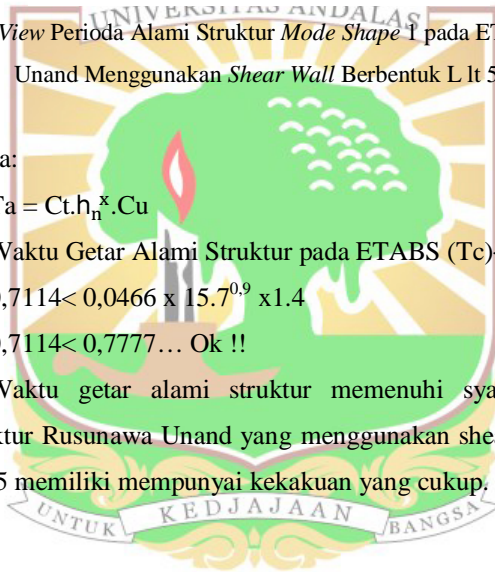 UNIVERSITAS ANDALAS
View Perioda Alami Struktur Mode Shape 1 pada ET
Unand Menggunakan Shear Wall Berbentuk L lt 5
a:
Ta = Ct.hₙˣ.Cu
Waktu Getar Alami Struktur pada ETABS (Tc)
0,7114< 0,0466 x 15.7⁰˒⁹ x1.4
0,7114< 0,7777… Ok !!
Waktu getar alami struktur memenuhi sya
ktur Rusunawa Unand yang menggunakan shea
5 memiliki mempunyai kekakuan yang cukup.
UNTUK KEDJAJAAN BANGSA